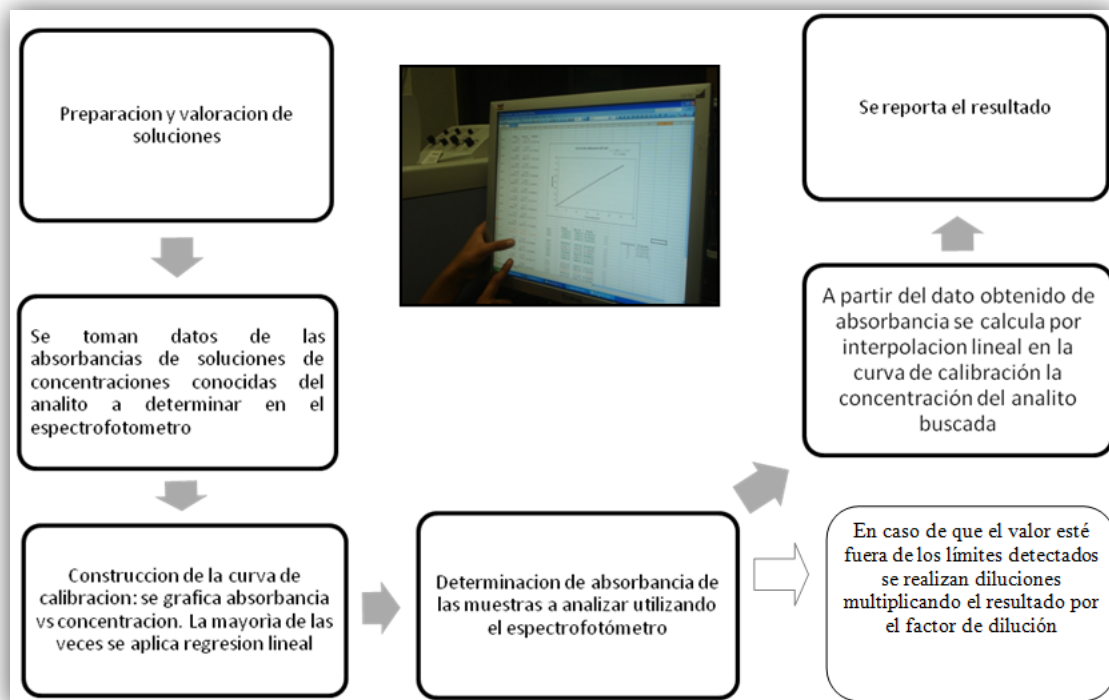 Preparacion y valoracion de
soluciones
Se toman datos de las
absorbancias de soluciones de
concentraciones conocidas del
analito a determinar en el
espectrofotometro
Construccion de la curva de
calibracion: se grafica absorbancia
vs concentracion. La mayorìa de las
veces se aplica regresion lineal
Determinacion de absorbancia de
las muestras a analizar utilizando
el espectrofotómetro
En caso de que el valor esté
fuera de los límites detectados
se realizan diluciones
multiplicando el resultado por
el factor de dilución
A partir del dato obtenido de
absorbancia se calcula por
interpolacion lineal en la
curva de calibración la
concentración del analito
buscada
Se reporta el resultado